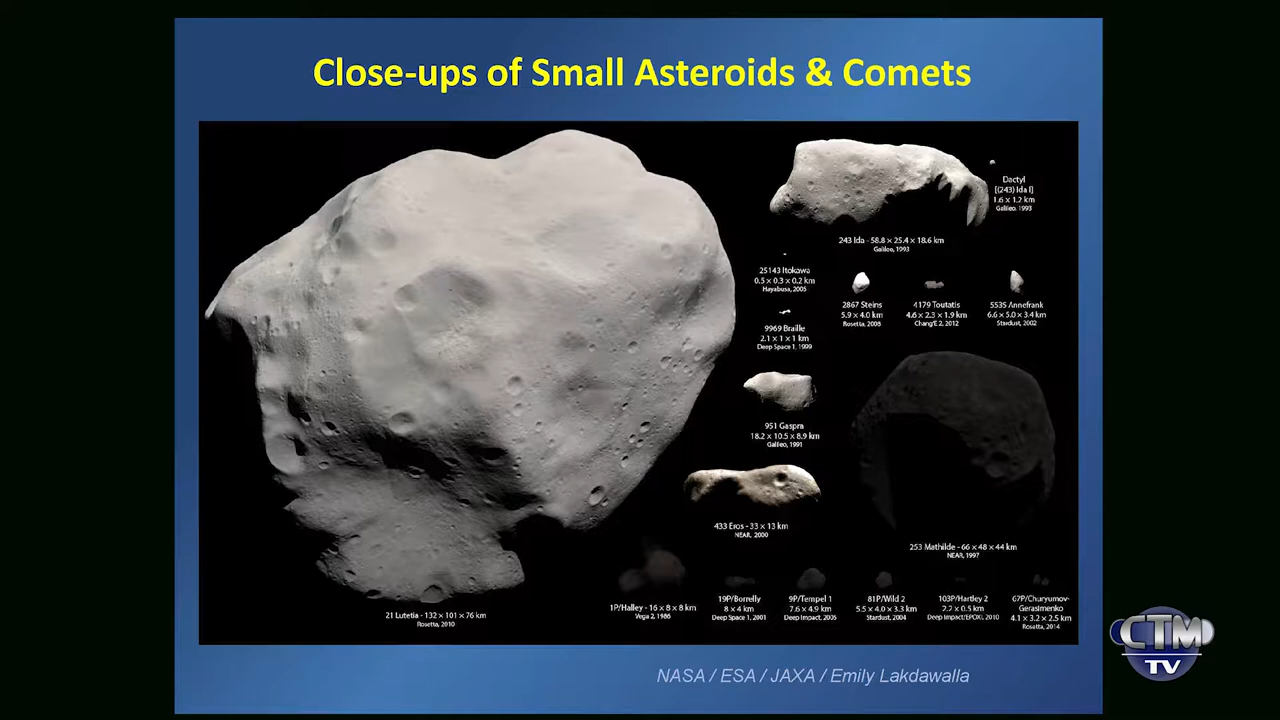 Close-ups of Small Asteroids & Comets
Dactyl
[(243) Ida I]
1.6 x 1.2 km
Galileo, 1993
243 Ida - 58.8 × 25.4 × 18.6 km
Galileo, 1993
25143 Itokawa
0.5 × 0.3 × 0.2 km
Hayabusa, 2005
2867 Steins
5.9 × 4.0 km
Rosetta, 2008
4179 Toutatis
4.6 × 2.3 × 1.9 km
Chang'E 2, 2012
5535 Annefrank
6.6 × 5.0 × 3.4 km
Stardust, 2002
9969 Braille
2.1 × 1 × 1 km
Deep Space 1, 1999
951 Gaspra
18.2 × 10.5 × 8.9 km
Galileo, 1991
433 Eros - 33 × 13 km
NEAR, 2000
253 Mathilde - 66 × 48 × 44 km
NEAR, 1997
21 Lutetia - 132 × 101 × 76 km
Rosetta, 2010
1P/Halley - 16 × 8 × 8 km
Vega 2, 1986
19P/Borrelly
8 × 4 km
Deep Space 1, 2001
9P/Tempel 1
7.6 × 4.9 km
Deep Impact, 2005
81P/Wild 2
5.5 × 4.0 × 3.3 km
Stardust, 2004
103P/Hartley 2
2.2 × 0.5 km
Deep Impact/EPOXI, 2010
67P/Churyumov-
Gerasimenko
4.1 × 3.2 × 2.5 km
Rosetta, 2014
NASA / ESA / JAXA / Emily Lakdawalla
CTM
TV